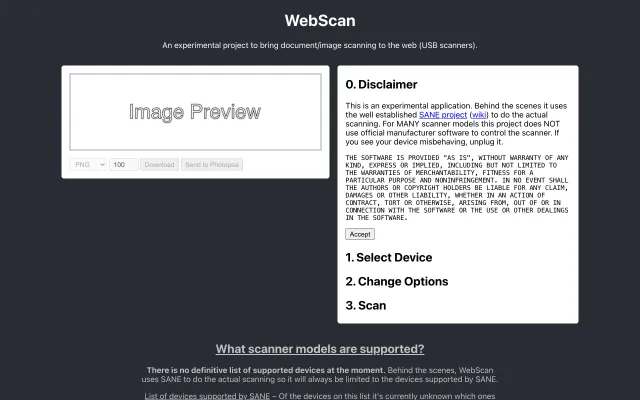 WebScan
An experimental project to bring document/image scanning to the web (USB scanners).
Image Preview
PNG 100 Download Send to Photopea
0. Disclaimer
This is an experimental application. Behind the scenes it uses
the well established SANE project (wiki) to do the actual
scanning. For MANY scanner models this project does NOT
use official manufacturer software to control the scanner. If
you see your device misbehaving, unplug it.
THE SOFTWARE IS PROVIDED "AS IS", WITHOUT WARRANTY OF ANY
KIND, EXPRESS OR IMPLIED, INCLUDING BUT NOT LIMITED TO
THE WARRANTIES OF MERCHANTABILITY, FITNESS FOR A
PARTICULAR PURPOSE AND NONINFRINGEMENT. IN NO EVENT SHALL
THE AUTHORS OR COPYRIGHT HOLDERS BE LIABLE FOR ANY CLAIM,
DAMAGES OR OTHER LIABILITY, WHETHER IN AN ACTION OF
CONTRACT, TORT OR OTHERWISE, ARISING FROM, OUT OF OR IN
CONNECTION WITH THE SOFTWARE OR THE USE OR OTHER DEALINGS
IN THE SOFTWARE.
Accept
1. Select Device
2. Change Options
3. Scan
What scanner models are supported?
There is no definitive list of supported devices at the moment. Behind the scenes, WebScan
uses SANE to do the actual scanning so it will always be limited to the devices supported by SANE.
List of devices supported by SANE – Of the devices on this list it's currently unknown which ones